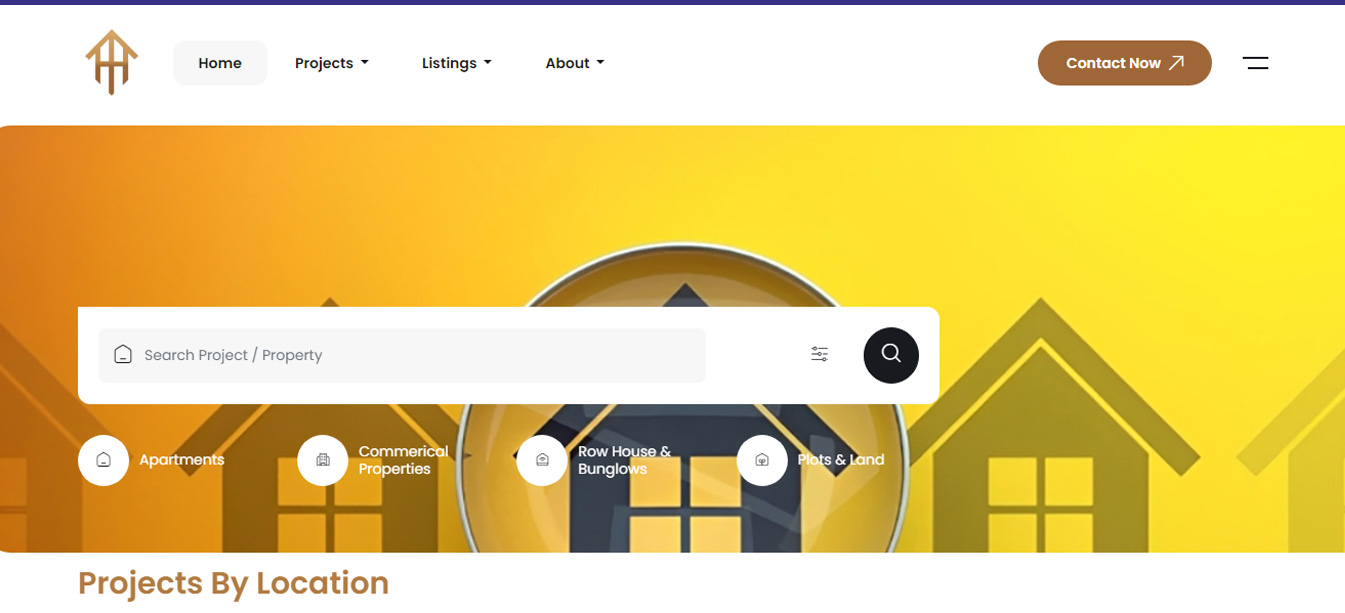 Home
Projects
Listings
About
Contact Now
Search Project / Property
Apartments
Commerical
Properties
Row House &
Bunglows
Plots & Land
Projects By Location